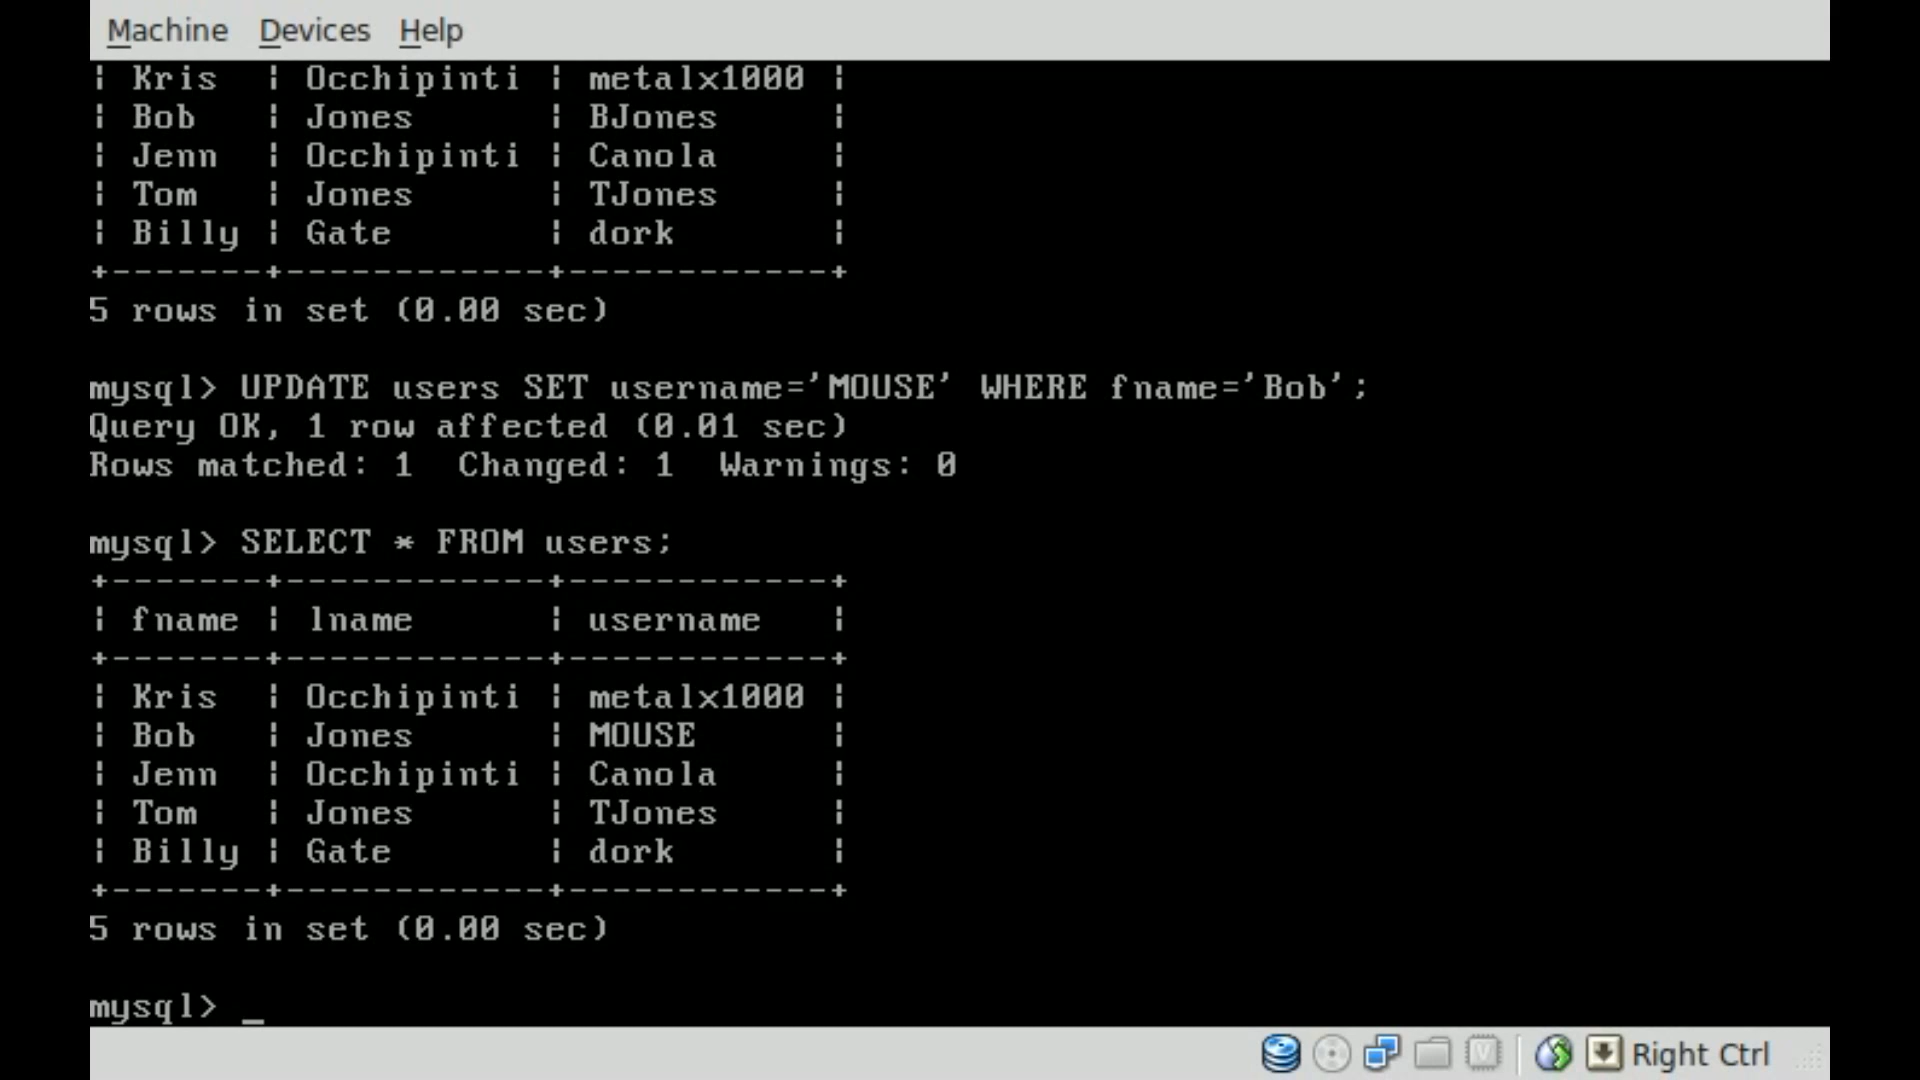 Machine Devices Help
| Kris  | Occhipinti | metalx1000 |
| Bob   | Jones      | BJones     |
| Jenn  | Occhipinti | Canola     |
| Tom   | Jones      | TJones     |
| Billy | Gate       | dork       |
+-------+------------+------------+
5 rows in set (0.00 sec)
mysql> UPDATE users SET username='MOUSE' WHERE fname='Bob';
Query OK, 1 row affected (0.01 sec)
Rows matched: 1  Changed: 1  Warnings: 0
mysql> SELECT * FROM users;
+-------+------------+------------+
| fname | lname      | username   |
+-------+------------+------------+
| Kris  | Occhipinti | metalx1000 |
| Bob   | Jones      | MOUSE      |
| Jenn  | Occhipinti | Canola     |
| Tom   | Jones      | TJones     |
| Billy | Gate       | dork       |
+-------+------------+------------+
5 rows in set (0.00 sec)
mysql> _
Right Ctrl